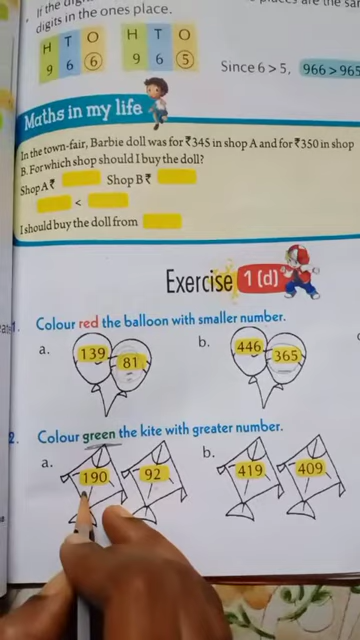 If the
digits in the ones place.
H T O
9 6 6
H T O
9 6 5
Since 6 > 5, 966 > 965
Maths in my life
In the town-fair, Barbie doll was for ₹345 in shop A and for ₹350 in shop
B. For which shop should I buy the doll?
Shop A ₹ Shop B ₹
<
I should buy the doll from
Exercise 1 (d)
1. Colour red the balloon with smaller number.
a. 139 81
b. 446 365
2. Colour green the kite with greater number.
a. 190 92
b. 419 409